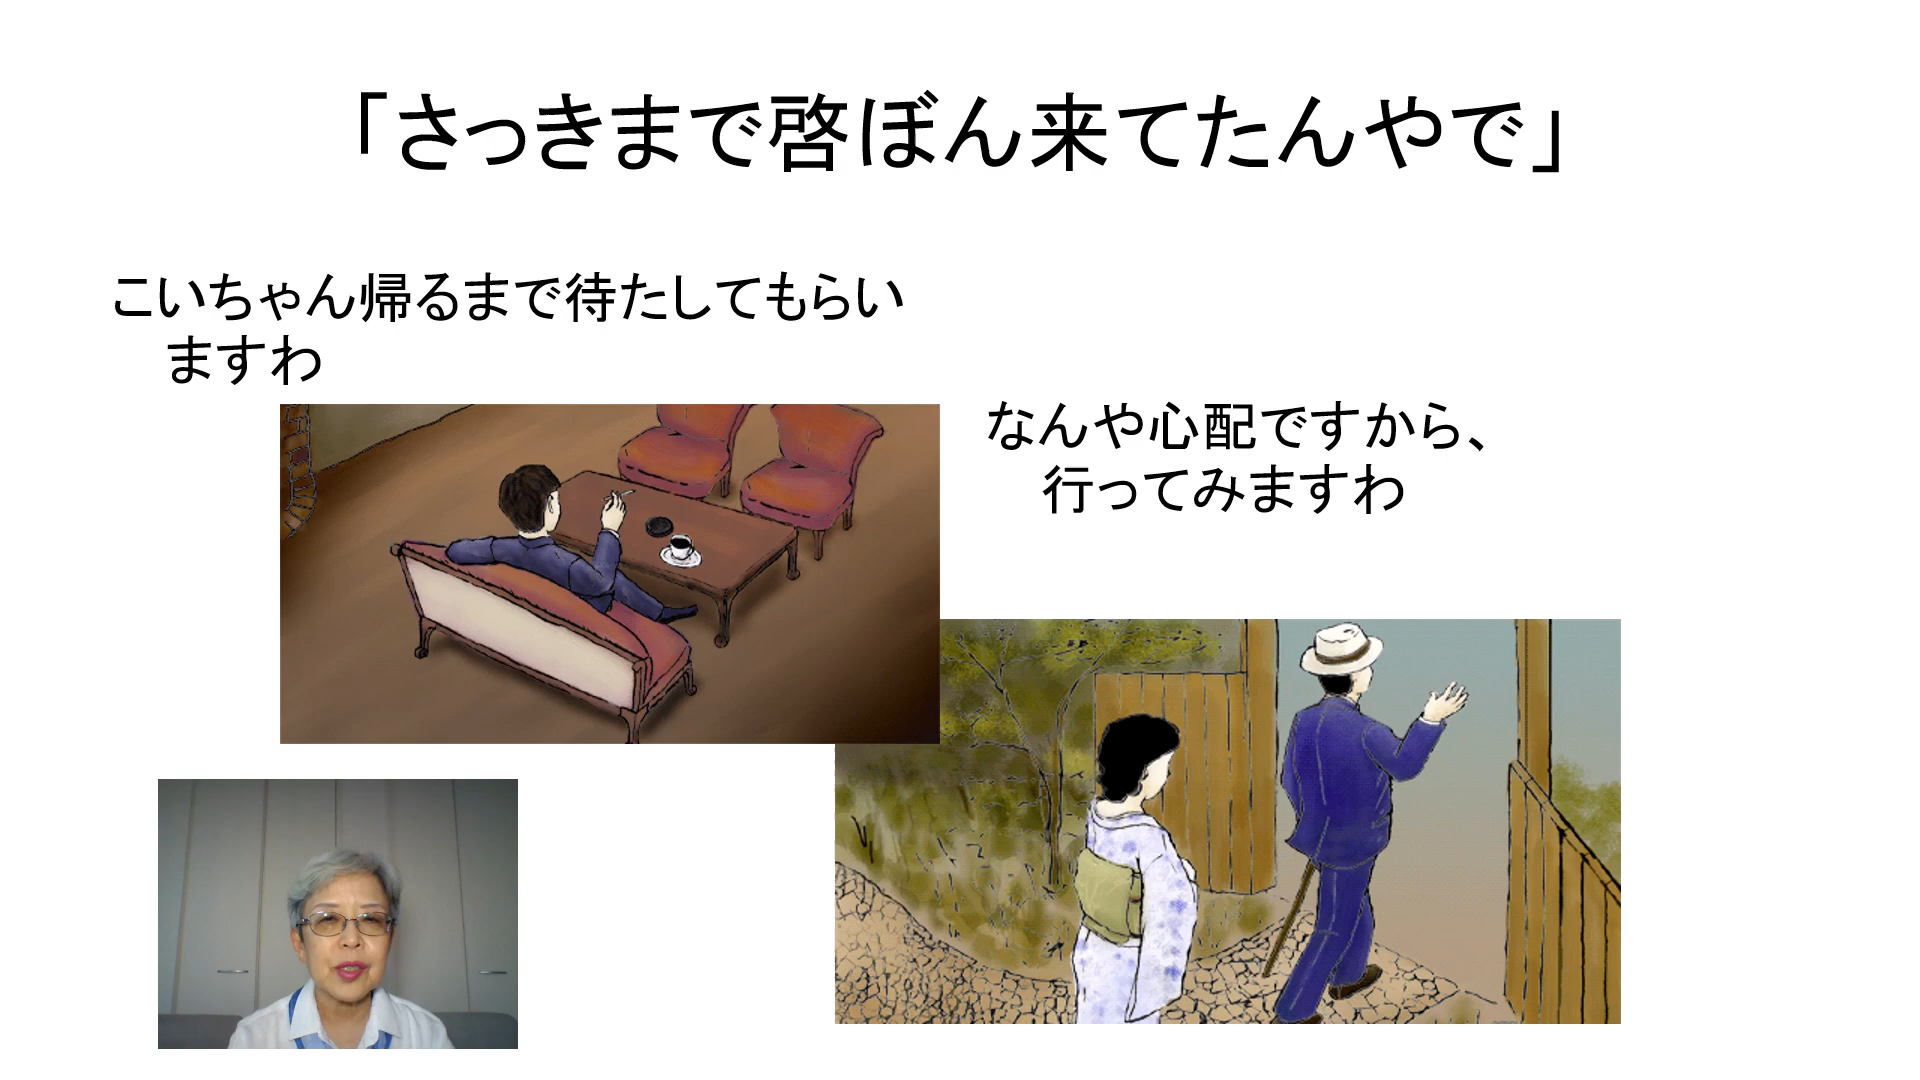 「さっきまで啓ぼん来てたんやで」
こいちゃん帰るまで待たしてもらい
ますわ
なんや心配ですから、
行ってみますわ